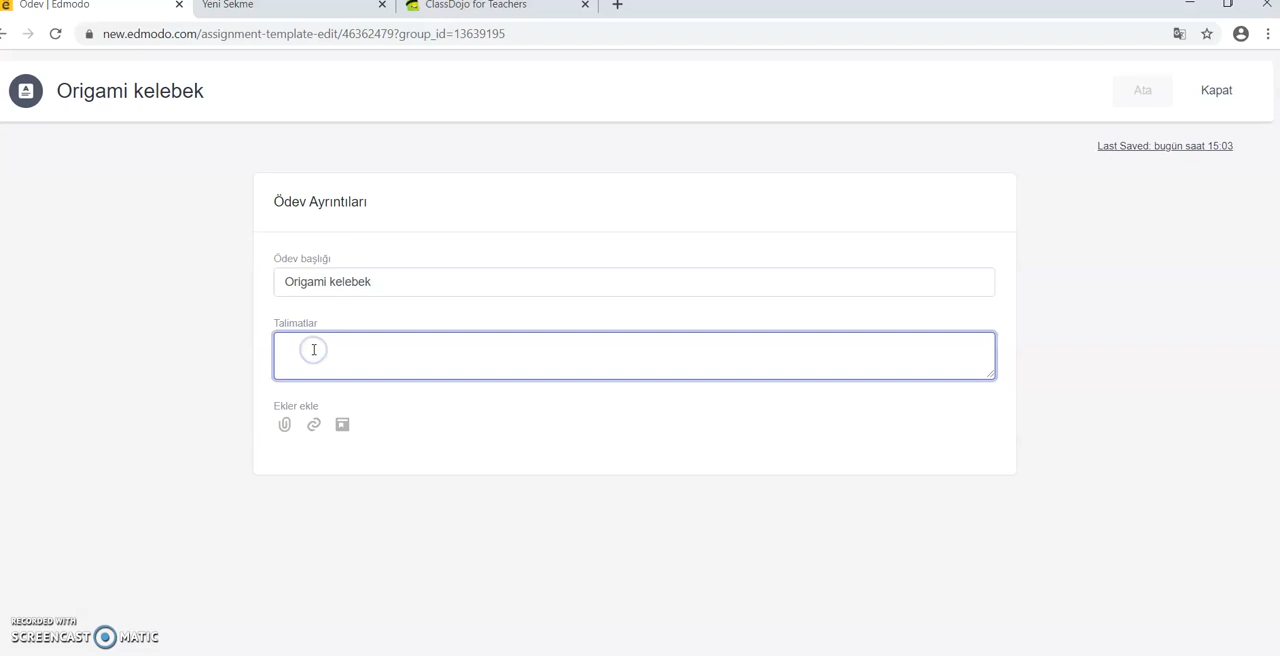 Ödev | Edmodo
Yeni Sekme
ClassDojo for Teachers
new.edmodo.com/assignment-template-edit/46362479?group_id=13639195
Origami kelebek
Ata
Kapat
Last Saved: bugün saat 15:03
Ödev Ayrıntıları
Ödev başlığı
Origami kelebek
Talimatlar
Ekler ekle
RECORDED WITH
SCREENCAST MATIC